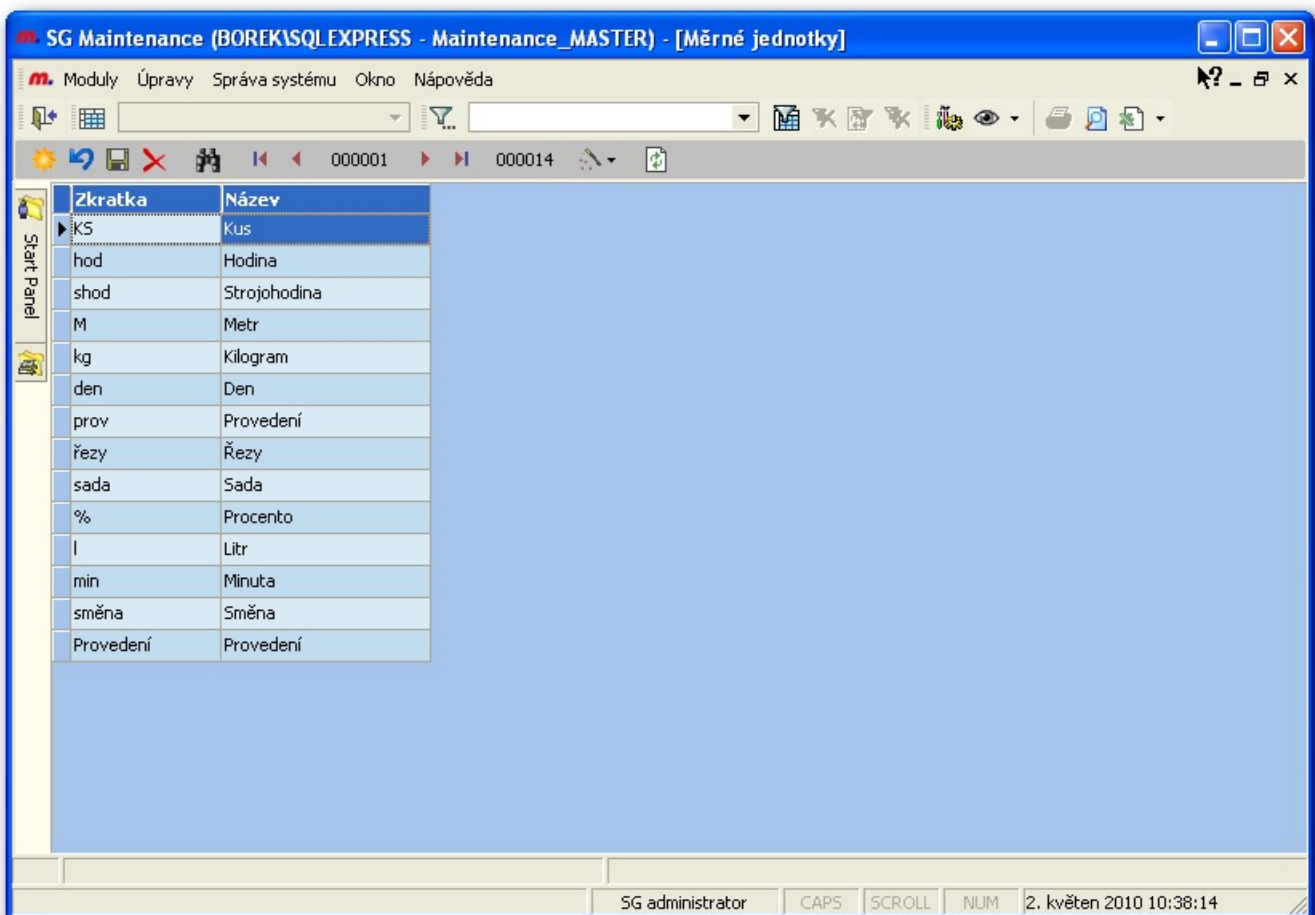 m. SG Maintenance (BOREK\SQLEXPRESS - Maintenance_MASTER) - [Měrné jednotky]
m. Moduly Úpravy Správa systému Okno Nápověda
000001 000014
Start Panel
Zkratka Název
KS Kus
hod Hodina
shod Strojohodina
M Metr
kg Kilogram
den Den
prov Provedení
řezy Řezy
sada Sada
% Procento
l Litr
min Minuta
směna Směna
Provedení Provedení
SG administrator CAPS SCROLL NUM 2. květen 2010 10:38:14